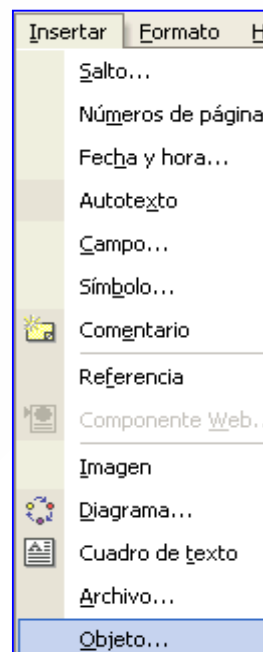 Insertar Formato H
Salto...
Números de página
Fecha y hora...
Autotexto
Campo...
Símbolo...
Comentario
Referencia
Componente Web..
Imagen
Diagrama...
Cuadro de texto
Archivo...
Objeto...